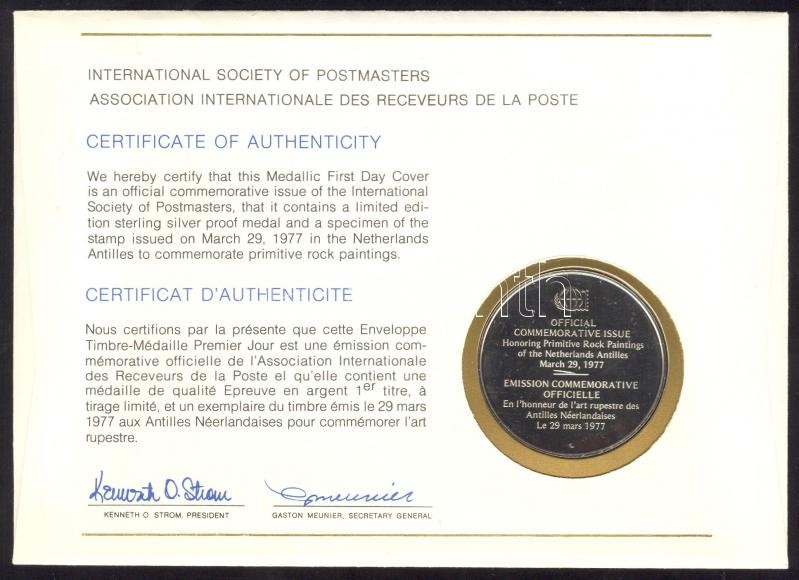 INTERNATIONAL SOCIETY OF POSTMASTERS
ASSOCIATION INTERNATIONALE DES RECEVEURS DE LA POSTE
CERTIFICATE OF AUTHENTICITY
We hereby certify that this Medallic First Day Cover
is an official commemorative issue of the International
Society of Postmasters, that it contains a limited edi-
tion sterling silver proof medal and a specimen of the
stamp issued on March 29, 1977 in the Netherlands
Antilles to commemorate primitive rock paintings.
CERTIFICAT D'AUTHENTICITE
Nous certifions par la présente que cette Enveloppe
Timbre-Médaille Premier Jour est une émission com-
mémorative officielle de l'Association Internationale
des Receveurs de la Poste el qu'elle contient une
médaille de qualité Epreuve en argent 1er titre, à
tirage limité, et un exemplaire du timbre émis le 29 mars
1977 aux Antilles Néerlandaises pour commémorer l'art
rupestre.
Kenneth O. Strom
G Meunier
KENNETH O. STROM, PRESIDENT
GASTON MEUNIER, SECRETARY GENERAL
OFFICIAL
COMMEMORATIVE ISSUE
Honoring Primitive Rock Paintings
of the Netherlands Antilles
March 29, 1977
EMISSION COMMEMORATIVE
OFFICIELLE
En l'honneur de l'art rupestre des
Antilles Néerlandaises
Le 29 mars 1977